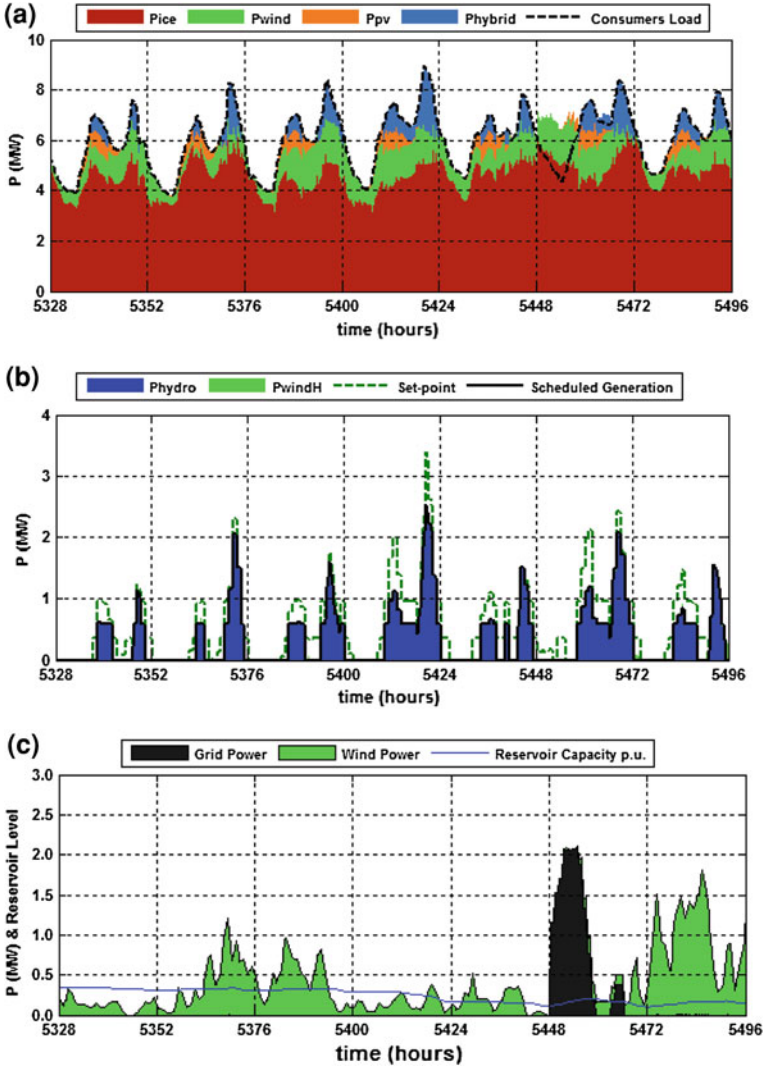 (a)
Pice Pwind Ppv Phybrid Consumers Load
10
8
6
4
2
0
P (MW)
5328 5352 5376 5400 5424 5448 5472 5496
time (hours)
(b)
Phydro PwindH Set-point Scheduled Generation
4
3
2
1
0
P (MW)
5328 5352 5376 5400 5424 5448 5472 5496
time (hours)
(c)
Grid Power Wind Power Reservoir Capacity p.u.
3.0
2.5
2.0
1.5
1.0
0.5
0.0
P (MW) & Reservoir Level
5328 5352 5376 5400 5424 5448 5472 5496
time (hours)